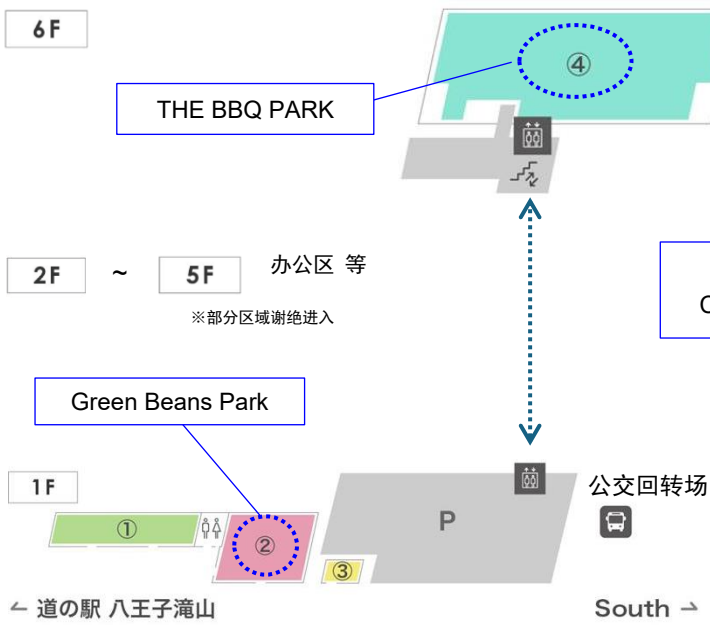 6F
④
THE BBQ PARK
2F ~ 5F 办公区 等
※部分区域谢绝进入
C
Green Beans Park
1F
公交回转场
①
②
③
P
← 道の駅 八王子滝山
South →